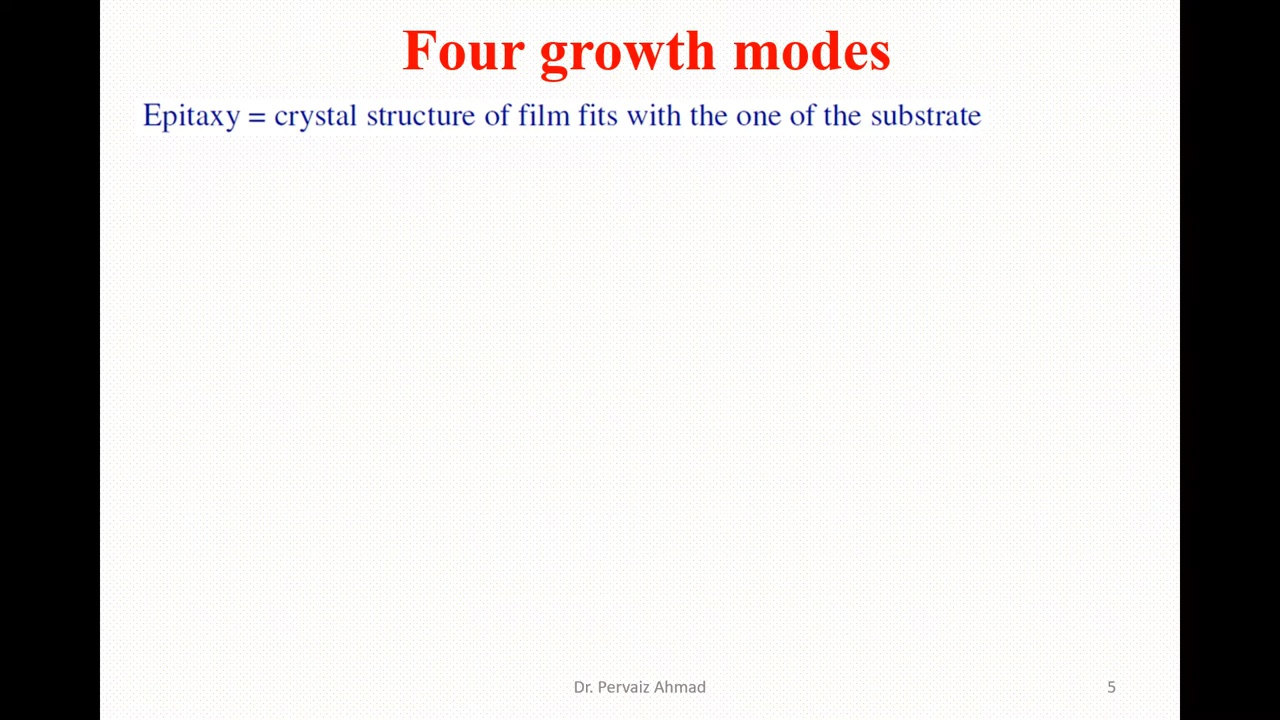 Four growth modes
Epitaxy = crystal structure of film fits with the one of the substrate
Dr. Pervaiz Ahmad
5